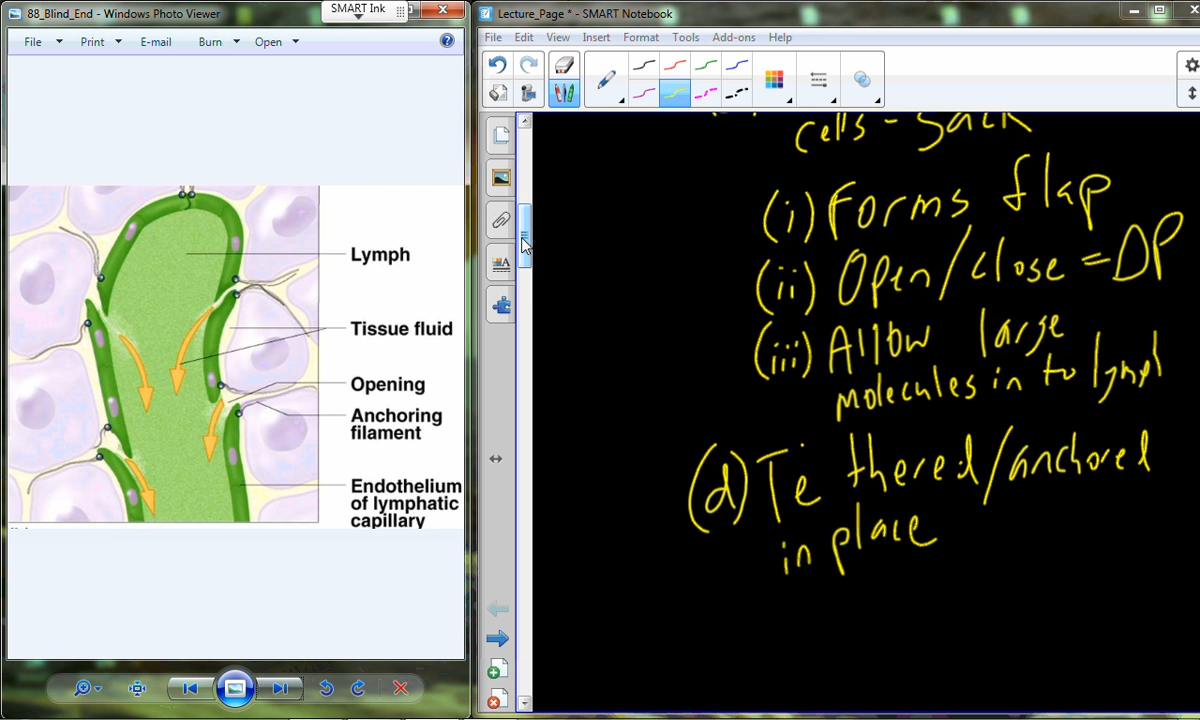 88_Blind_End - Windows Photo Viewer
SMART Ink
File Print E-mail Burn Open
Lymph
Tissue fluid
Opening
Anchoring
filament
Endothelium
of lymphatic
capillary
Lecture_Page * - SMART Notebook
File Edit View Insert Format Tools Add-ons Help
cells - sack
(i) Forms flap
(ii) Open/close = DP
(iii) Allow large
molecules in to lymph
(d) Te thered/anchored
in place